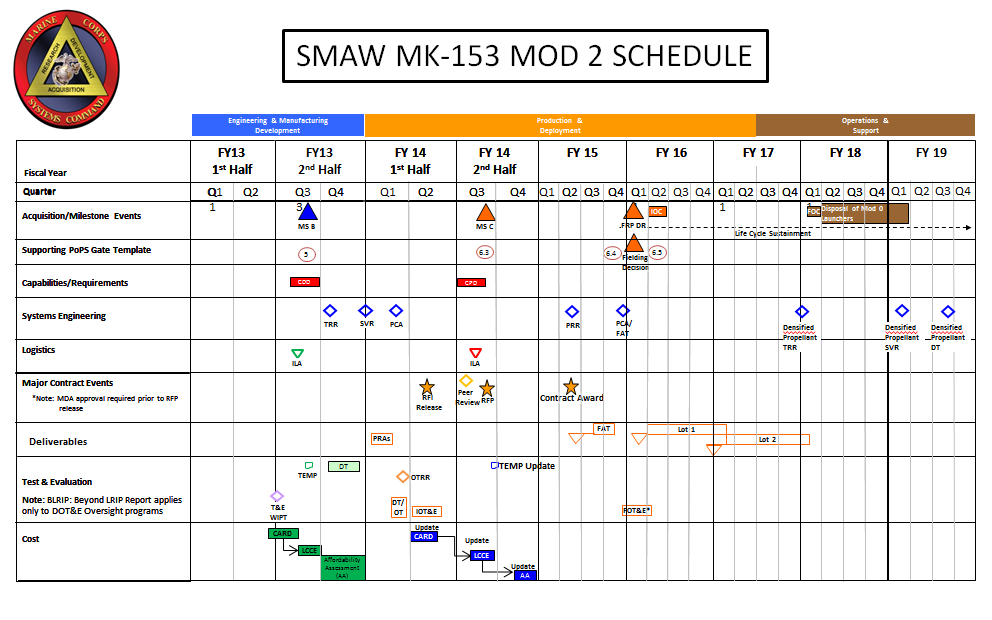 MARINE CORPS
RESEARCH
DEVELOPMENT
ACQUISITION
SYSTEMS COMMAND
SMAW MK-153 MOD 2 SCHEDULE
Engineering & Manufacturing
Development
Production &
Deployment
Operations &
Support
Fiscal Year
FY13
1st Half
FY13
2nd Half
FY 14
1st Half
FY 14
2nd Half
FY 15
FY 16
FY 17
FY 18
FY 19
Quarter
Q1 Q2 Q3 Q4 Q1 Q2 Q3 Q4 Q1 Q2 Q3 Q4 Q1 Q2 Q3 Q4 Q1 Q2 Q3 Q4 Q1 Q2 Q3 Q4 Q1 Q2 Q3 Q4
Acquisition/Milestone Events
1
3
MS B
MS C
FRP DR
IOC
1
FOC
Disposal of Mod 0
Launchers
Life Cycle Sustainment
Supporting PoPS Gate Template
5
6.3
6.4
Fielding
Decision
6.5
Capabilities/Requirements
CDD
CPD
Systems Engineering
TRR
SVR
PCA
PRR
PCA/
FAT
Densified
Propellant
TRR
Densified
Propellant
SVR
Densified
Propellant
DT
Logistics
ILA
ILA
Major Contract Events
*Note: MDA approval required prior to RFP
release
RFI
Release
Peer
Review
RFP
Contract Award
Deliverables
PRAs
FAT
Lot 1
Lot 2
Test & Evaluation
Note: BLRIP: Beyond LRIP Report applies
only to DOT&E Oversight programs
TEMP
DT
T&E
WIPT
OTRR
DT/
OT
IOT&E
TEMP Update
FOT&E*
Cost
CARD
LCCE
Affordability
Assessment
(AA)
Update
CARD
Update
LCCE
Update
AA